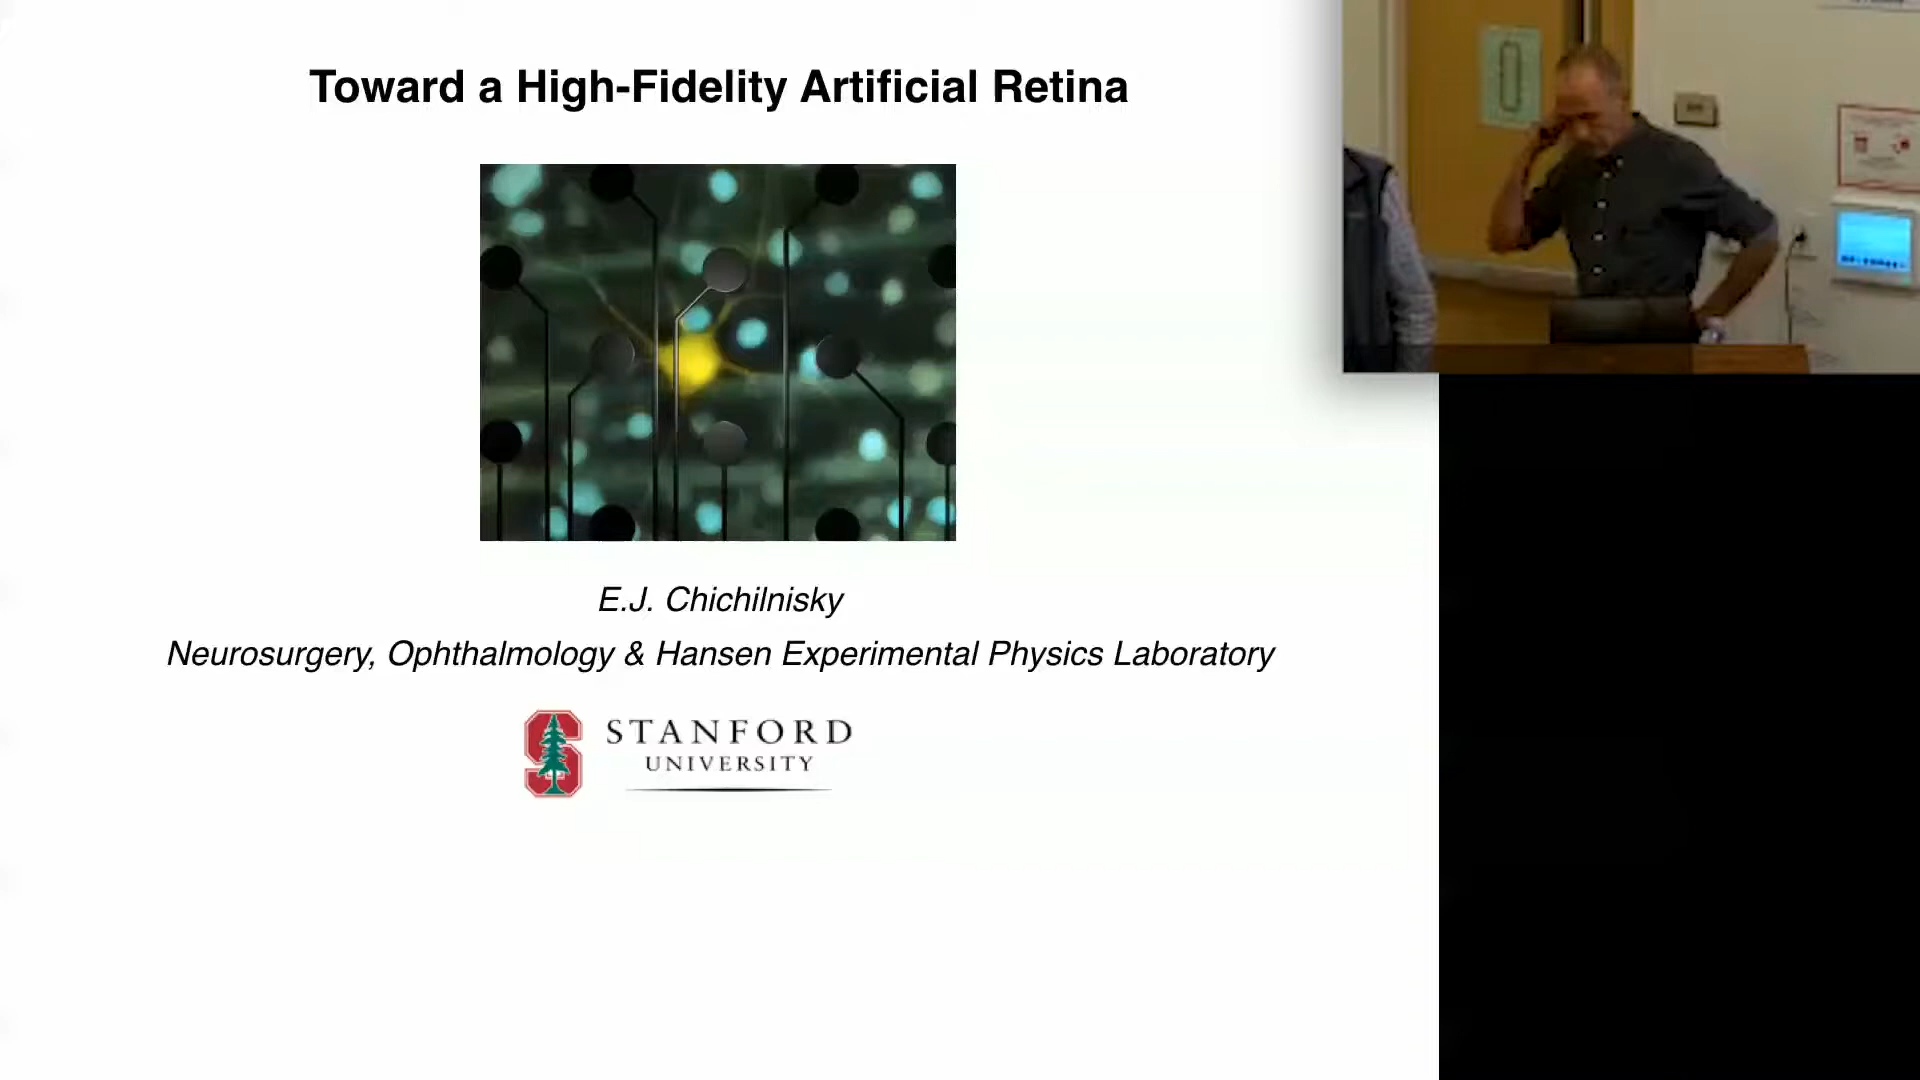 Toward a High-Fidelity Artificial Retina
E.J. Chichilnisky
Neurosurgery, Ophthalmology & Hansen Experimental Physics Laboratory
STANFORD
UNIVERSITY